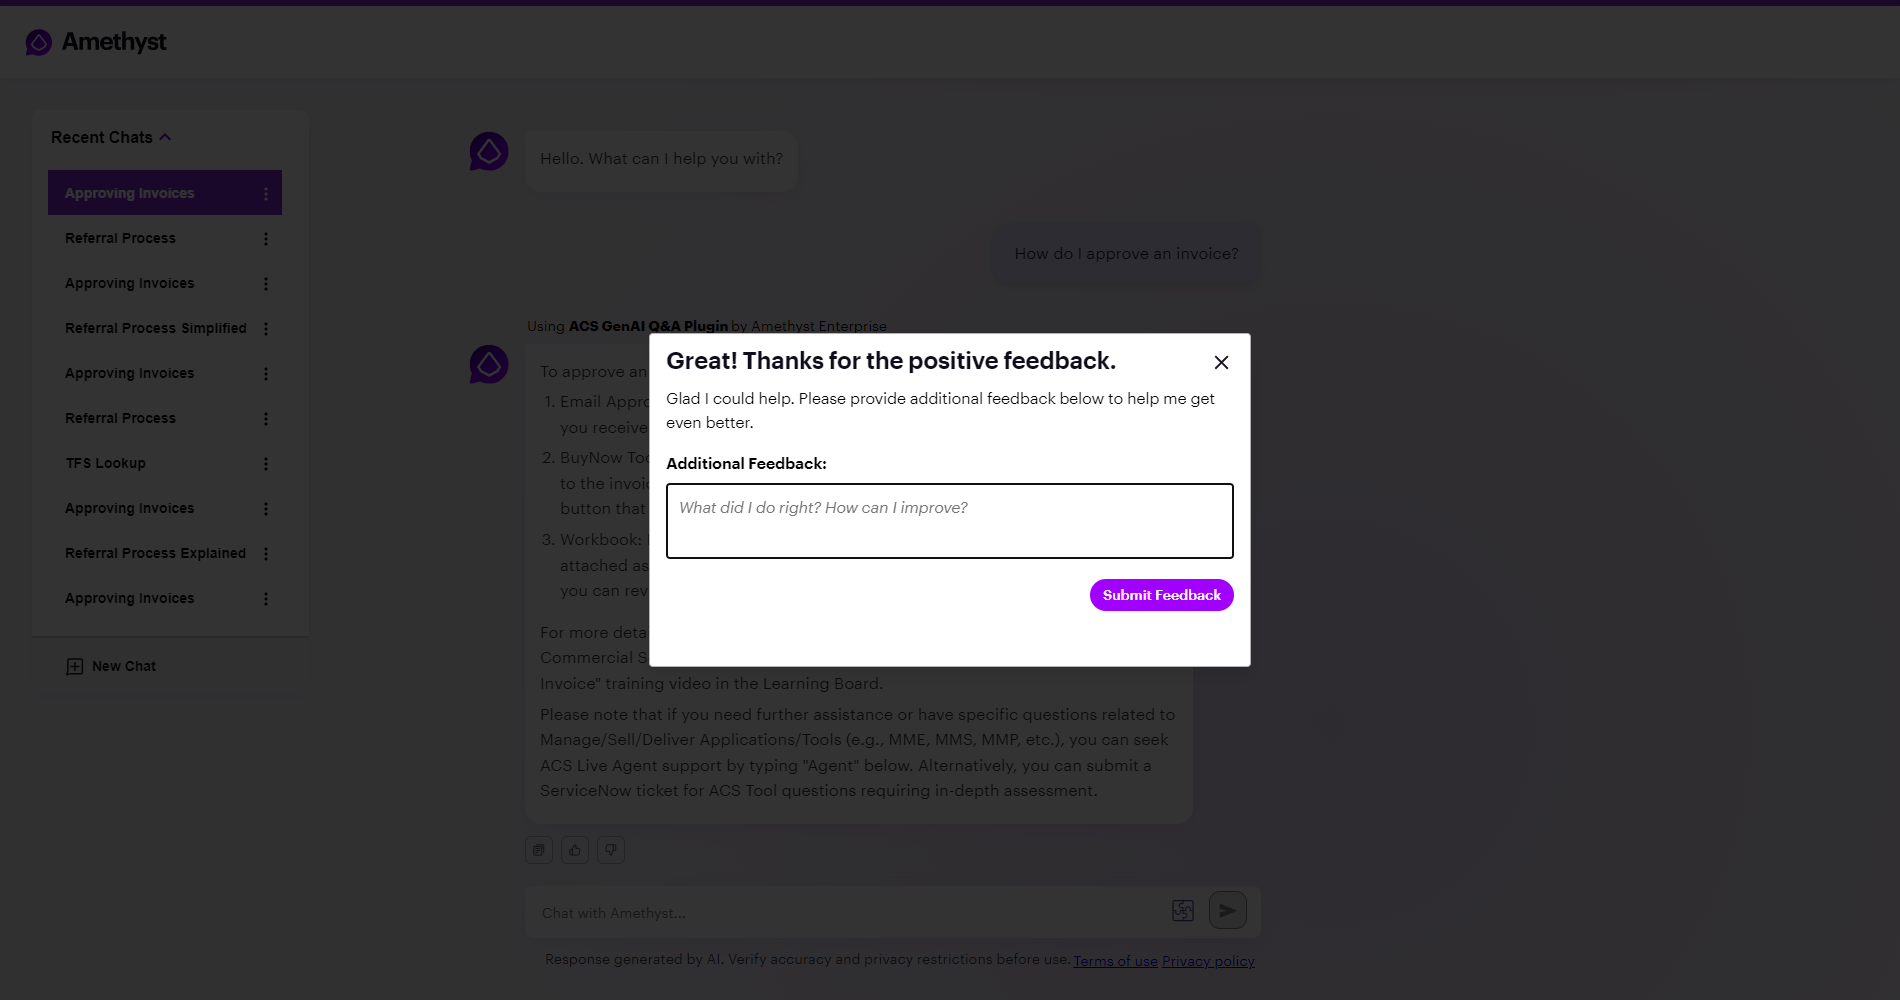 Amethyst
Recent Chats
Approving Invoices
Referral Process
Approving Invoices
Referral Process Simplified
Approving Invoices
Referral Process
TFS Lookup
Approving Invoices
Referral Process Explained
Approving Invoices
New Chat
Hello. What can I help you with?
How do I approve an invoice?
Using ACS GenAI Q&A Plugin by Amethyst Enterprise
To approve an
1. Email Appro
you receive
2. BuyNow Too
to the invoi
button that
3. Workbook:
attached as
you can rev
For more deta
Commercial S
Invoice" training video in the Learning Board.
Please note that if you need further assistance or have specific questions related to
Manage/Sell/Deliver Applications/Tools (e.g., MME, MMS, MMP, etc.), you can seek
ACS Live Agent support by typing "Agent" below. Alternatively, you can submit a
ServiceNow ticket for ACS Tool questions requiring in-depth assessment.
Great! Thanks for the positive feedback.
Glad I could help. Please provide additional feedback below to help me get
even better.
Additional Feedback:
What did I do right? How can I improve?
Submit Feedback
Chat with Amethyst...
Response generated by AI. Verify accuracy and privacy restrictions before use. Terms of use Privacy policy